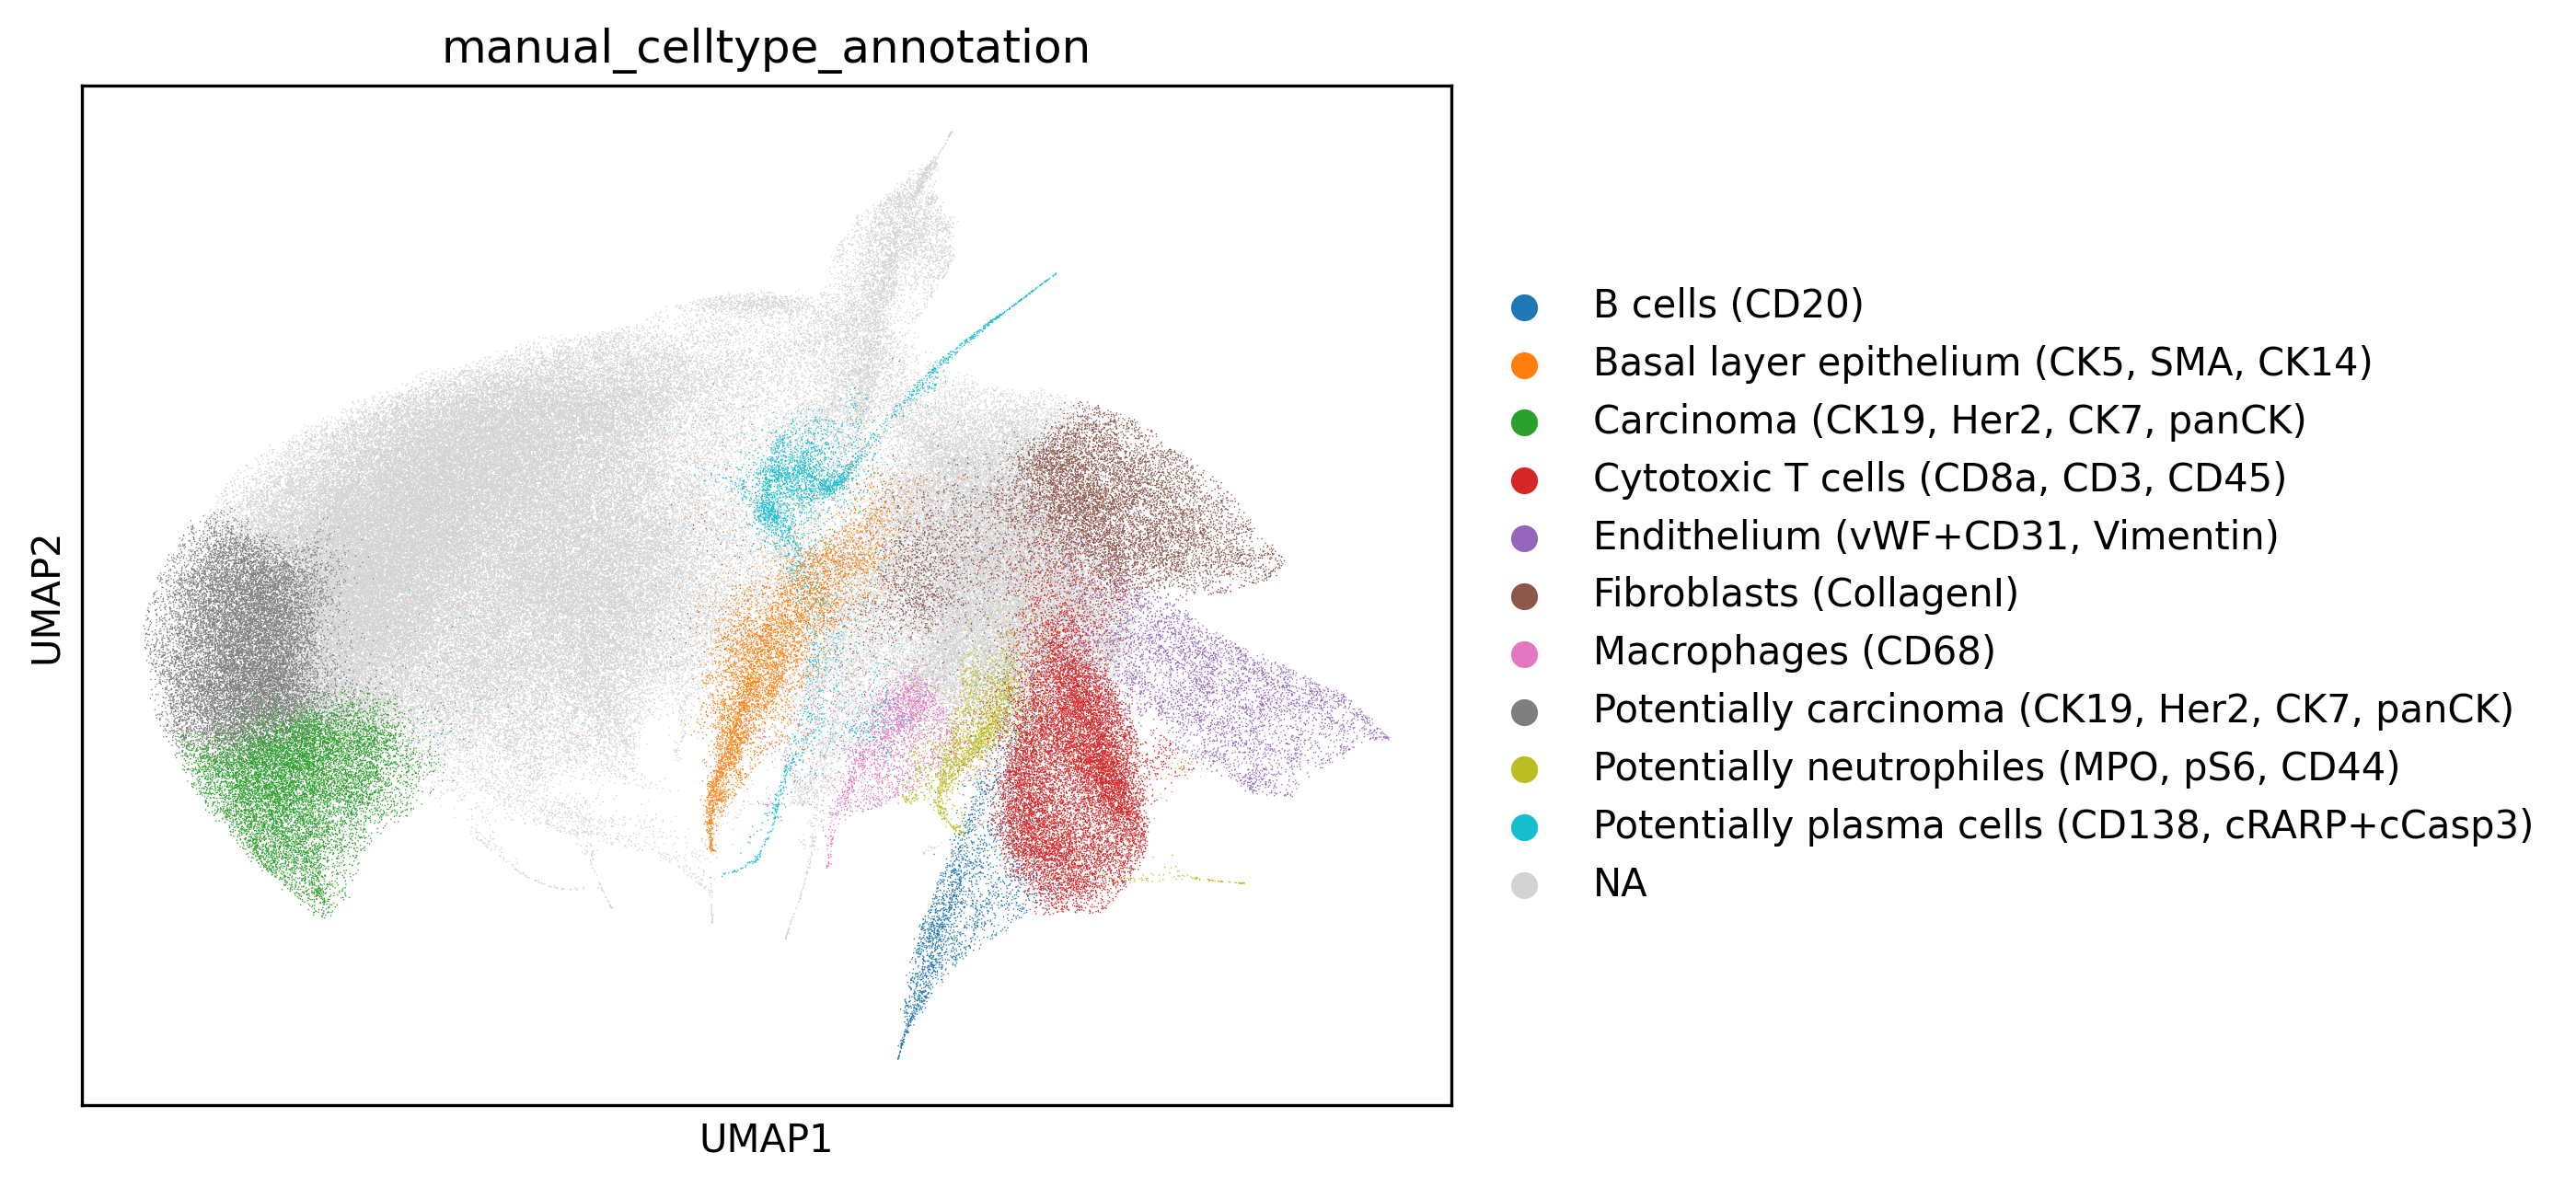 manual_celltype_annotation
UMAP2
UMAP1
B cells (CD20)
Basal layer epithelium (CK5, SMA, CK14)
Carcinoma (CK19, Her2, CK7, panCK)
Cytotoxic T cells (CD8a, CD3, CD45)
Endithelium (vWF+CD31, Vimentin)
Fibroblasts (CollagenI)
Macrophages (CD68)
Potentially carcinoma (CK19, Her2, CK7, panCK)
Potentially neutrophiles (MPO, pS6, CD44)
Potentially plasma cells (CD138, cRARP+cCasp3)
NA